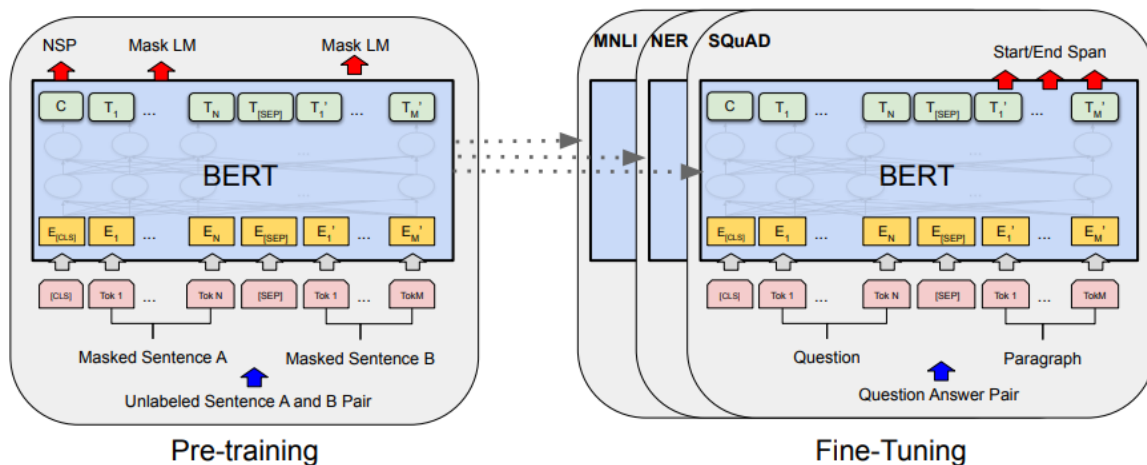 NSP Mask LM Mask LM
C T1 ... TN T[SEP] T1' ... TM'
BERT
E[CLS] E1 ... EN E[SEP] E1' ... EM'
[CLS] Tok 1 ... Tok N [SEP] Tok 1 ... TokM
Masked Sentence A Masked Sentence B
Unlabeled Sentence A and B Pair
Pre-training
MNLI NER SQuAD
Start/End Span
C T1 ... TN T[SEP] T1' ... TM'
BERT
E[CLS] E1 ... EN E[SEP] E1' ... EM'
[CLS] Tok 1 ... Tok N [SEP] Tok 1 ... TokM
Question Paragraph
Question Answer Pair
Fine-Tuning